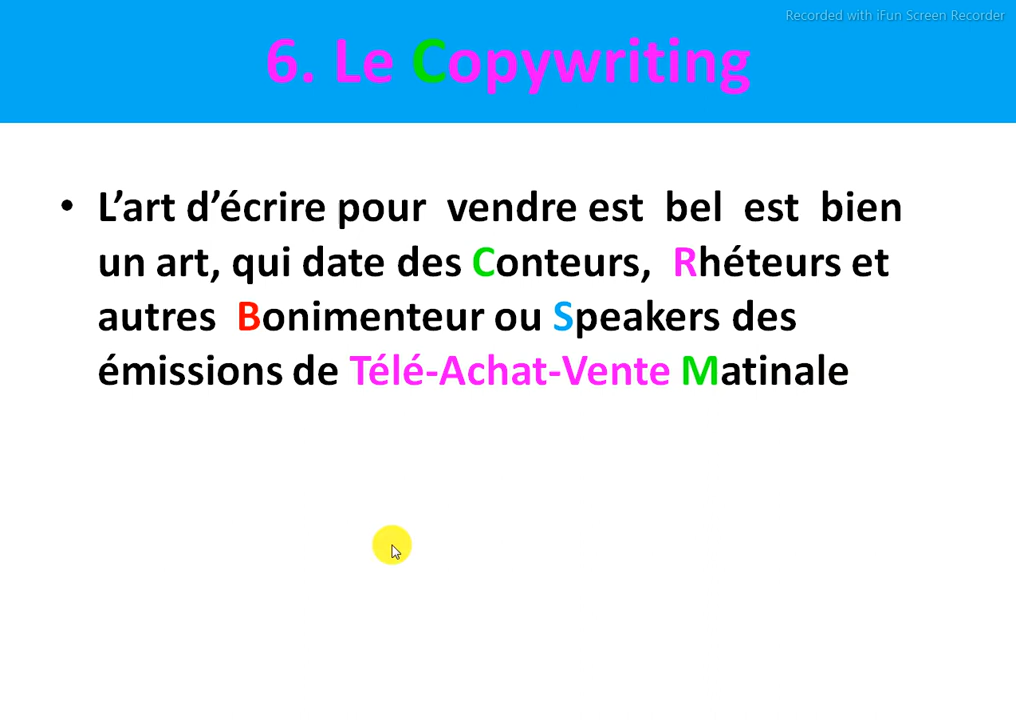 Recorded with iFun Screen Recorder
6. Le Copywriting
• L’art d’écrire pour vendre est bel est bien
un art, qui date des Conteurs, Rhéteurs et
autres Bonimenteur ou Speakers des
émissions de Télé-Achat-Vente Matinale